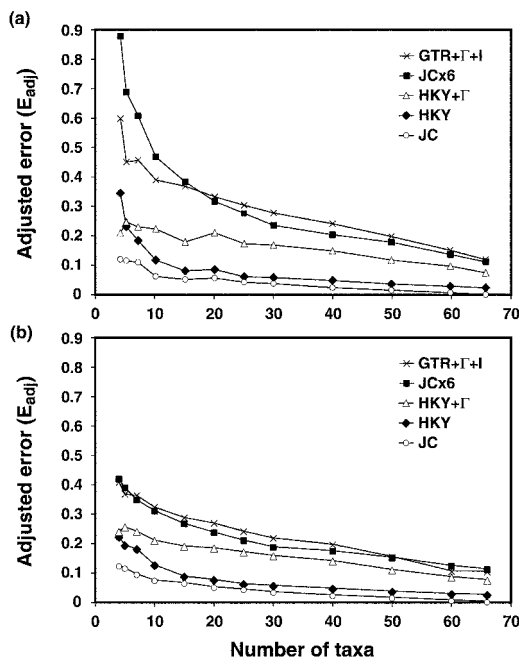 (a)
Adjusted error (Eadj)
0.9
0.8
0.7
0.6
0.5
0.4
0.3
0.2
0.1
0
GTR+Γ+I
JCx6
HKY+Γ
HKY
JC
0 10 20 30 40 50 60 70
(b)
Adjusted error (Eadj)
0.9
0.8
0.7
0.6
0.5
0.4
0.3
0.2
0.1
0
GTR+Γ+I
JCx6
HKY+Γ
HKY
JC
0 10 20 30 40 50 60 70
Number of taxa